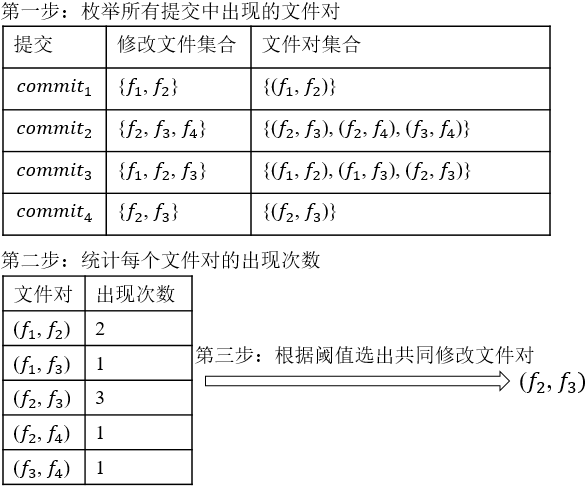 第一步：枚举所有提交中出现的文件对
提交 修改文件集合 文件对集合
commit₁ {f₁, f₂} {(f₁, f₂)}
commit₂ {f₂, f₃, f₄} {(f₂, f₃), (f₂, f₄), (f₃, f₄)}
commit₃ {f₁, f₂, f₃} {(f₁, f₂), (f₁, f₃), (f₂, f₃)}
commit₄ {f₂, f₃} {(f₂, f₃)}
第二步：统计每个文件对的出现次数
文件对 出现次数
(f₁, f₂) 2
(f₁, f₃) 1
(f₂, f₃) 3
(f₂, f₄) 1
(f₃, f₄) 1
第三步：根据阈值选出共同修改文件对
(f₂, f₃)